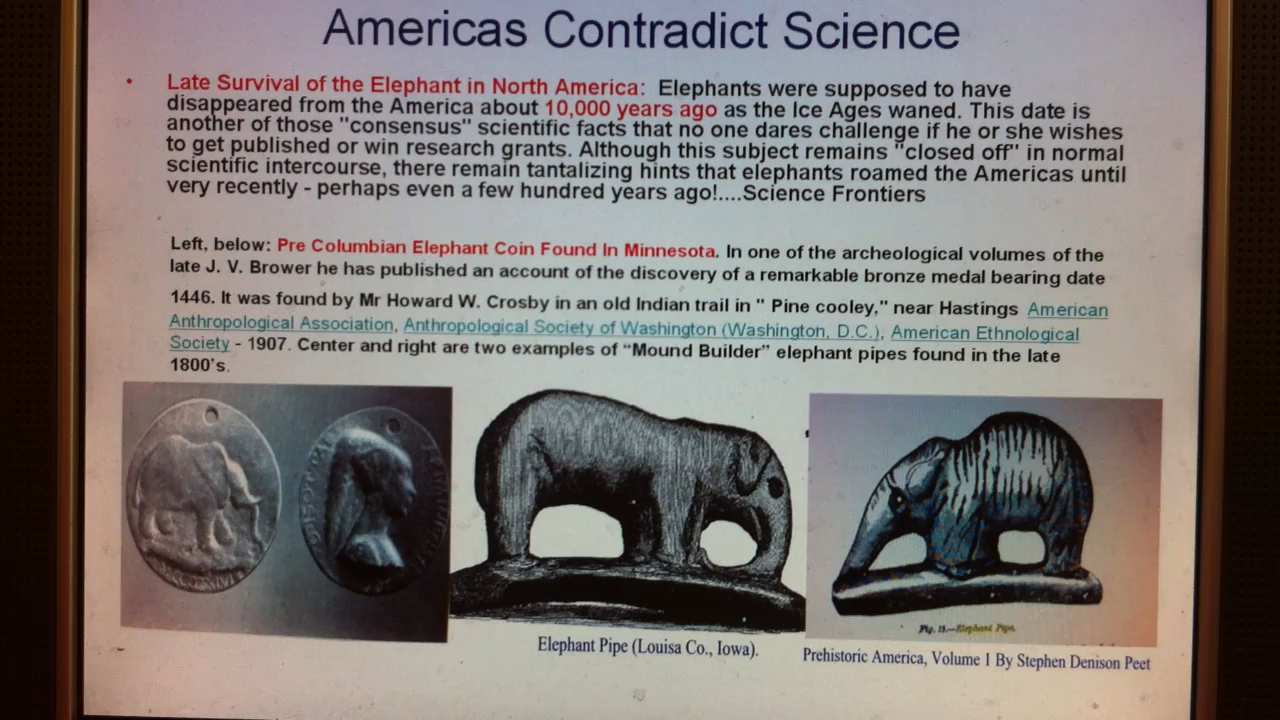 Americas Contradict Science
• Late Survival of the Elephant in North America: Elephants were supposed to have
disappeared from the America about 10,000 years ago as the Ice Ages waned. This date is
another of those "consensus" scientific facts that no one dares challenge if he or she wishes
to get published or win research grants. Although this subject remains "closed off" in normal
scientific intercourse, there remain tantalizing hints that elephants roamed the Americas until
very recently - perhaps even a few hundred years ago!....Science Frontiers
Left, below: Pre Columbian Elephant Coin Found In Minnesota. In one of the archeological volumes of the
late J. V. Brower he has published an account of the discovery of a remarkable bronze medal bearing date
1446. It was found by Mr Howard W. Crosby in an old Indian trail in " Pine cooley," near Hastings American
Anthropological Association, Anthropological Society of Washington (Washington, D.C.), American Ethnological
Society - 1907. Center and right are two examples of “Mound Builder” elephant pipes found in the late
1800’s.
Fig. 13.—Elephant Pipe.
Elephant Pipe (Louisa Co., Iowa).
Prehistoric America, Volume 1 By Stephen Denison Peet